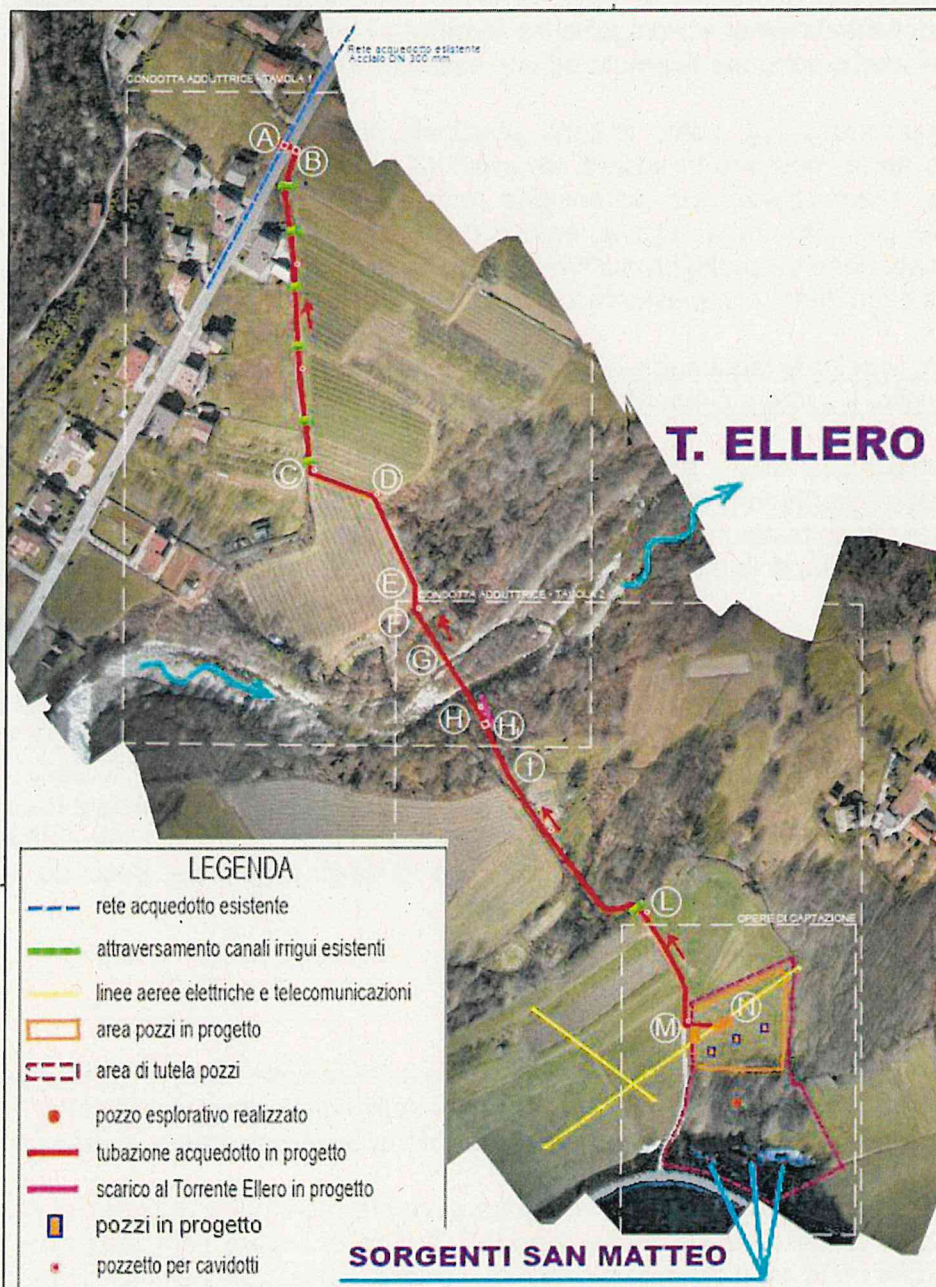 Rete acquedotto esistente
Acciaio DN 300 mm
CONDOTTA ADDUTTRICE - TAVOLA 1
A
B
T. ELLERO
C
D
E
CONDOTTA ADDUTTRICE - TAVOLA 2
F
G
H
H
I
L
OPERE DI CAPTAZIONE
M
N
LEGENDA
rete acquedotto esistente
attraversamento canali irrigui esistenti
linee aeree elettriche e telecomunicazioni
area pozzi in progetto
area di tutela pozzi
pozzo esplorativo realizzato
tubazione acquedotto in progetto
scarico al Torrente Ellero in progetto
pozzi in progetto
pozzetto per cavidotti
SORGENTI SAN MATTEO